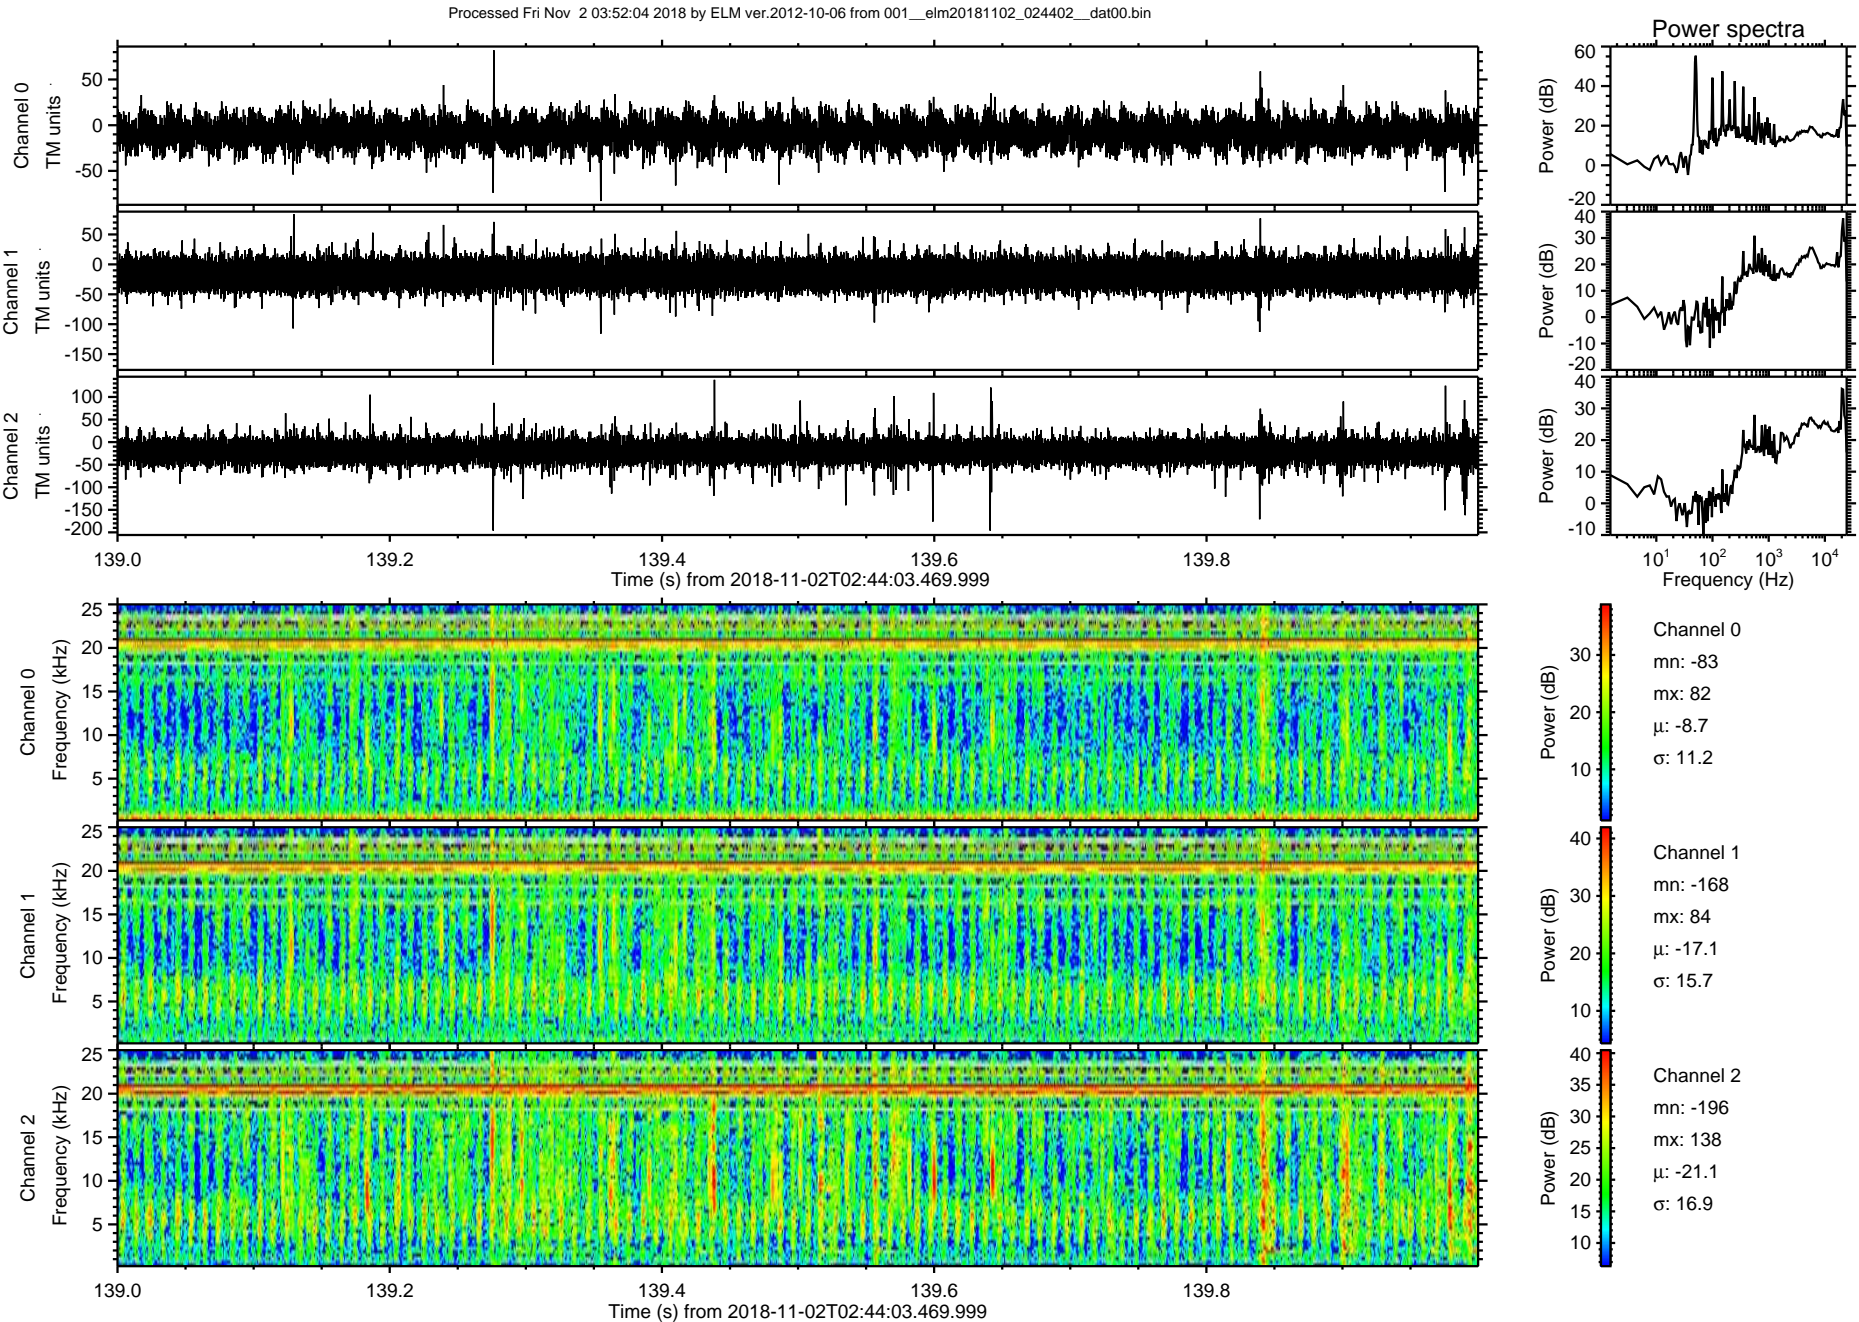 Processed Fri Nov  2 03:52:04 2018 by ELM ver.2012-10-06 from 001__elm20181102_024402__dat00.bin
Power spectra
Channel 0
TM units
50
0
-50
Power (dB)
60
40
20
0
-20
Channel 1
TM units
50
0
-50
-100
-150
Power (dB)
40
30
20
10
0
-10
-20
Channel 2
TM units
100
50
0
-50
-100
-150
-200
Power (dB)
40
30
20
10
0
-10
139.0 139.2 139.4 139.6 139.8
Time (s) from 2018-11-02T02:44:03.469.999
10^1 10^2 10^3 10^4
Frequency (Hz)
Channel 0
Frequency (kHz)
25
20
15
10
5
Power (dB)
30
20
10
Channel 0
mn: -83
mx: 82
μ: -8.7
σ: 11.2
Channel 1
Frequency (kHz)
25
20
15
10
5
Power (dB)
40
30
20
10
Channel 1
mn: -168
mx: 84
μ: -17.1
σ: 15.7
Channel 2
Frequency (kHz)
25
20
15
10
5
Power (dB)
40
35
30
25
20
15
10
Channel 2
mn: -196
mx: 138
μ: -21.1
σ: 16.9
139.0 139.2 139.4 139.6 139.8
Time (s) from 2018-11-02T02:44:03.469.999